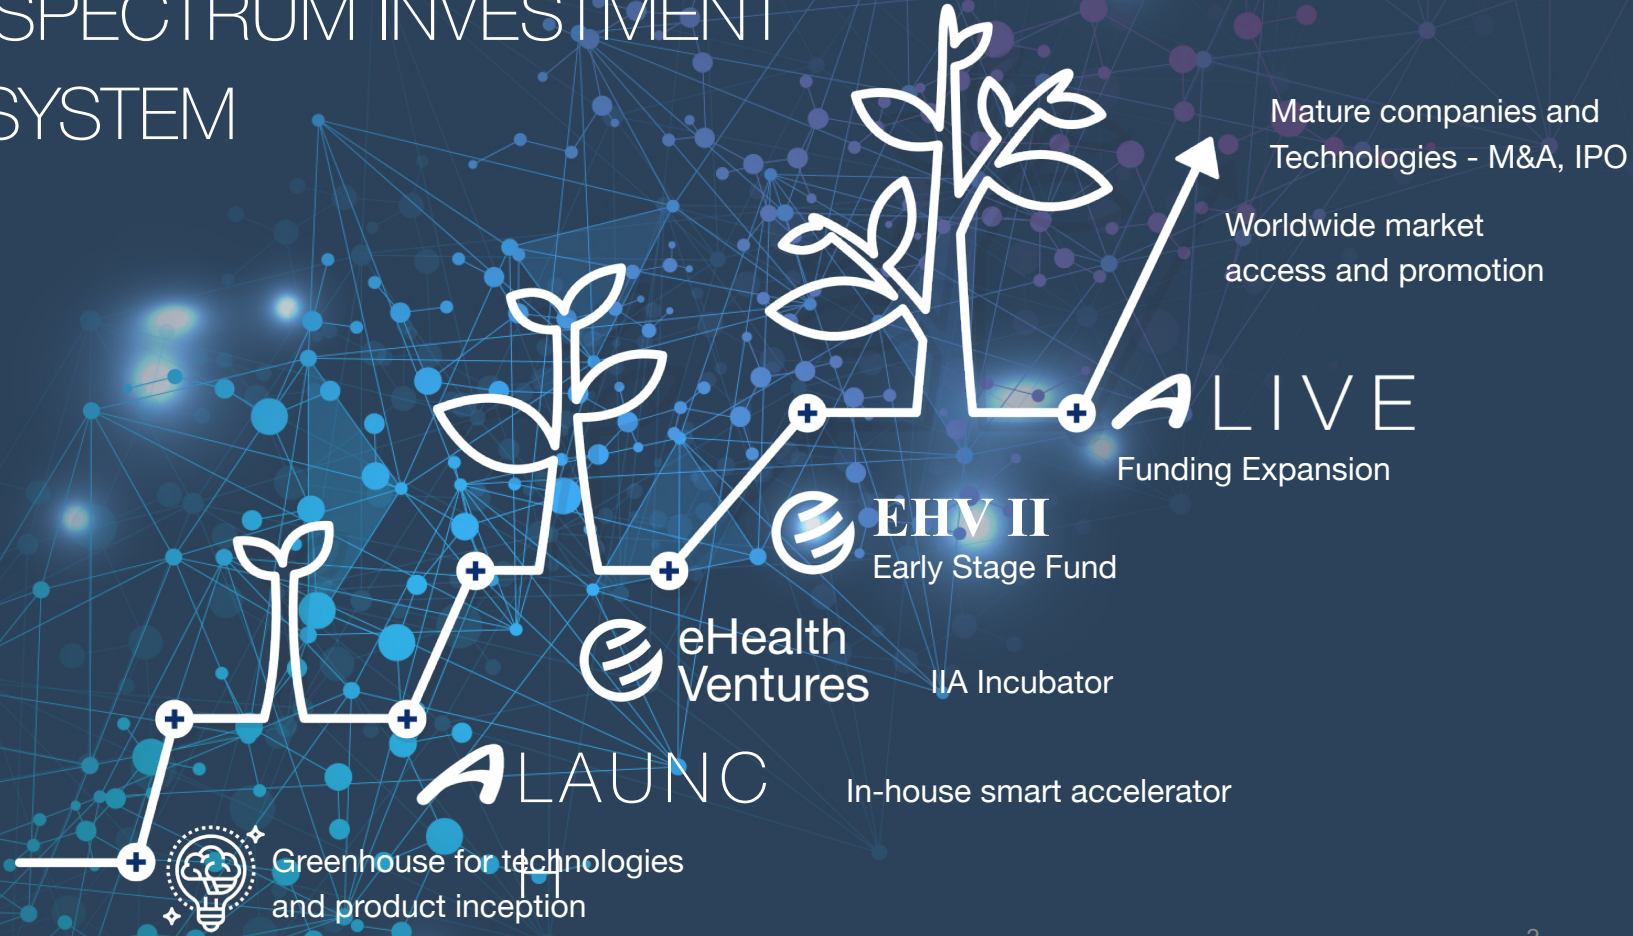 SPECTRUM INVESTMENT
SYSTEM
Mature companies and
Technologies - M&A, IPO
Worldwide market
access and promotion
ALIVE
Funding Expansion
EHV II
Early Stage Fund
eHealth
Ventures
IIA Incubator
ALAUNC
H
In-house smart accelerator
Greenhouse for technologies
and product inception